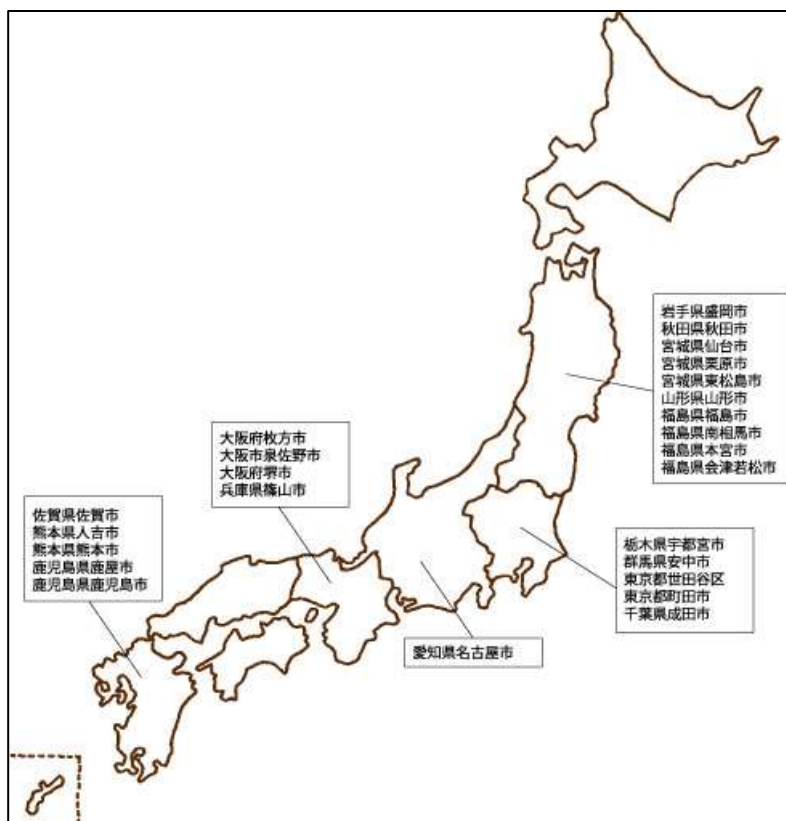 岩手県盛岡市
秋田県秋田市
宮城県仙台市
宮城県栗原市
宮城県東松島市
山形県山形市
福島県福島市
福島県南相馬市
福島県本宮市
福島県会津若松市
大阪府枚方市
大阪市泉佐野市
大阪府堺市
兵庫県篠山市
佐賀県佐賀市
熊本県人吉市
熊本県熊本市
鹿児島県鹿屋市
鹿児島県鹿児島市
栃木県宇都宮市
群馬県安中市
東京都世田谷区
東京都町田市
千葉県成田市
愛知県名古屋市